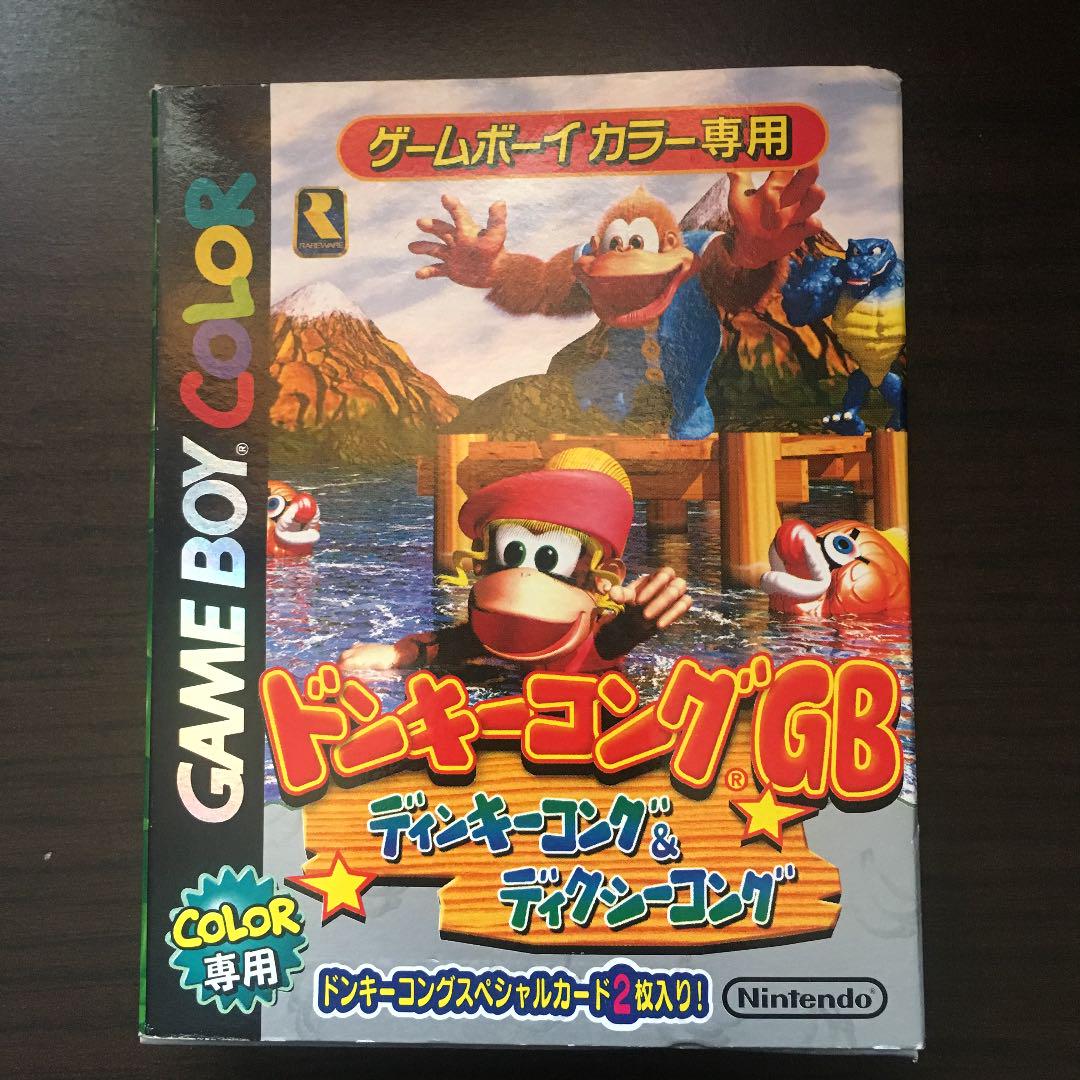 GAME BOY® COLOR
ゲームボーイカラー専用
R
RAREWARE
ドンキーコング®GB
ディンキーコング&
ディクシーコング
COLOR
専用
ドンキーコングスペシャルカード2枚入り!
Nintendo®